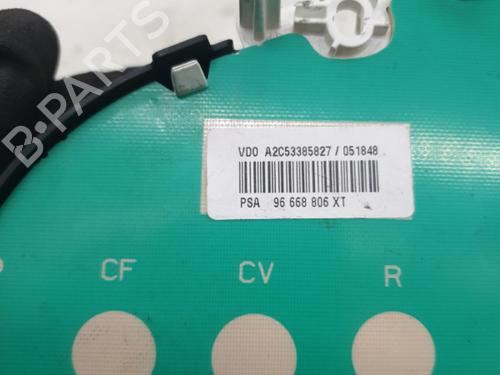 B-PARTS
VDO A2C53385827 / 051848
PSA 96 668 806 XT
P CF CV R